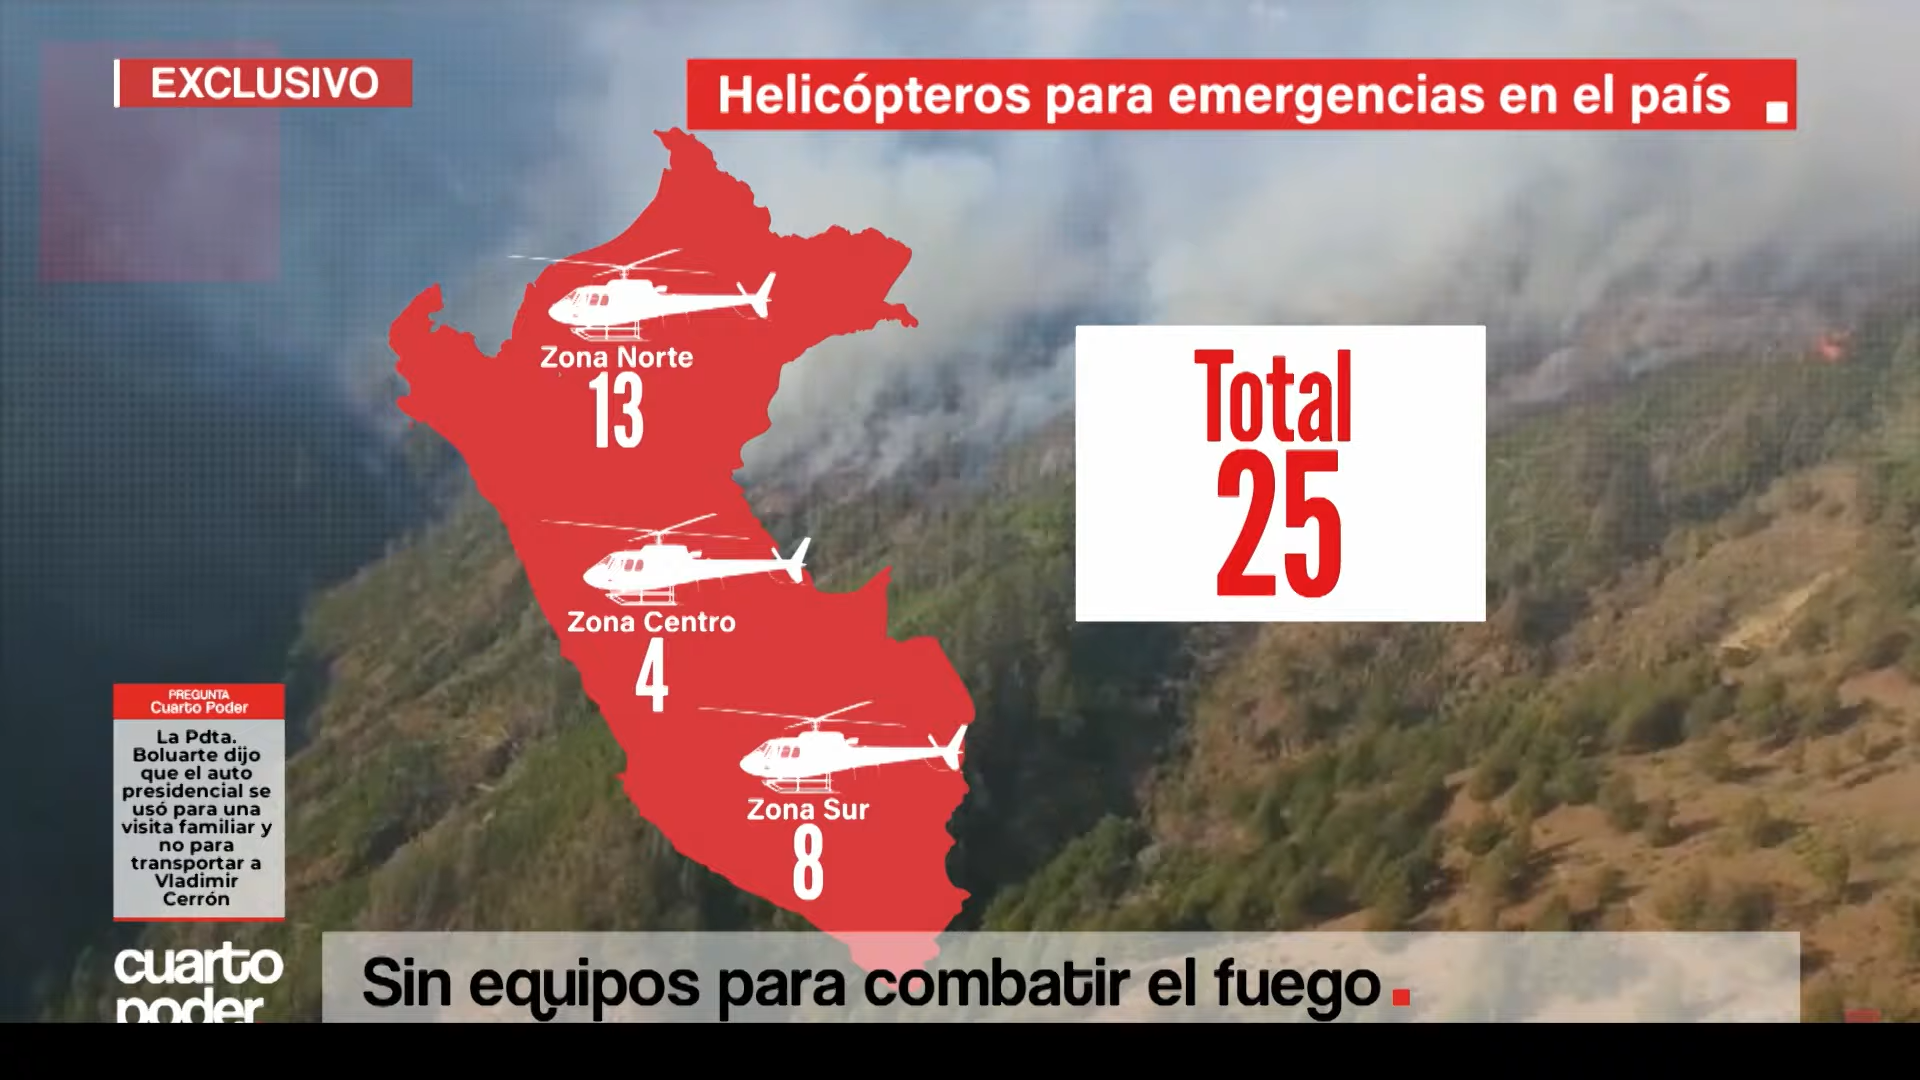 EXCLUSIVO
Helicópteros para emergencias en el país
Zona Norte
13
Total
25
Zona Centro
4
Zona Sur
8
PREGUNTA
Cuarto Poder
La Pdta.
Boluarte dijo
que el auto
presidencial se
usó para una
visita familiar y
no para
transportar a
Vladimir
Cerrón
cuarto
poder
Sin equipos para combatir el fuego